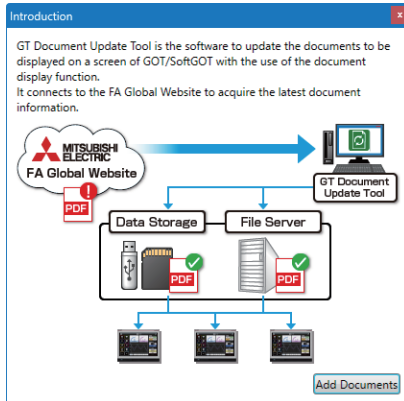 Introduction
x
GT Document Update Tool is the software to update the documents to be
displayed on a screen of GOT/SoftGOT with the use of the document
display function.
It connects to the FA Global Website to acquire the latest document
information.
MITSUBISHI
ELECTRIC
FA Global Website
PDF
GT Document
Update Tool
Data Storage
File Server
PDF
PDF
Add Documents